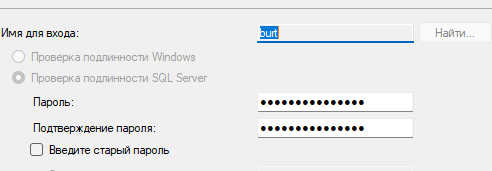 Имя для входа: burt Найти...
Проверка подлинности Windows
Проверка подлинности SQL Server
Пароль: ●●●●●●●●●●●●●●●
Подтверждение пароля: ●●●●●●●●●●●●●●●
Введите старый пароль